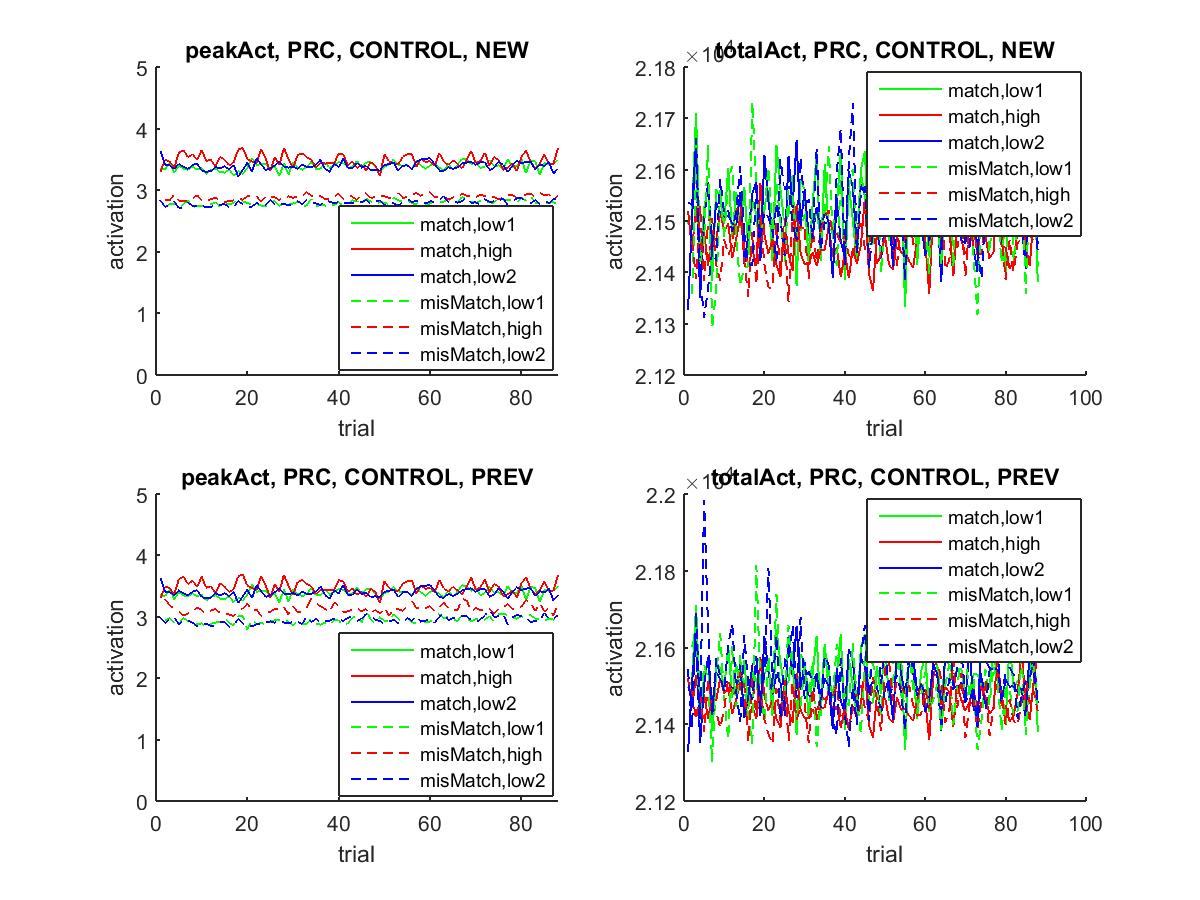 peakAct, PRC, CONTROL, NEW
5
4
3
2
1
0
activation
0 20 40 60 80
trial
match,low1
match,high
match,low2
misMatch,low1
misMatch,high
misMatch,low2
totalAct, PRC, CONTROL, NEW
×10⁴
2.18
2.17
2.16
2.15
2.14
2.13
2.12
activation
0 20 40 60 80 100
trial
match,low1
match,high
match,low2
misMatch,low1
misMatch,high
misMatch,low2
peakAct, PRC, CONTROL, PREV
5
4
3
2
1
0
activation
0 20 40 60 80
trial
match,low1
match,high
match,low2
misMatch,low1
misMatch,high
misMatch,low2
totalAct, PRC, CONTROL, PREV
×10⁴
2.2
2.18
2.16
2.14
2.12
activation
0 20 40 60 80 100
trial
match,low1
match,high
match,low2
misMatch,low1
misMatch,high
misMatch,low2